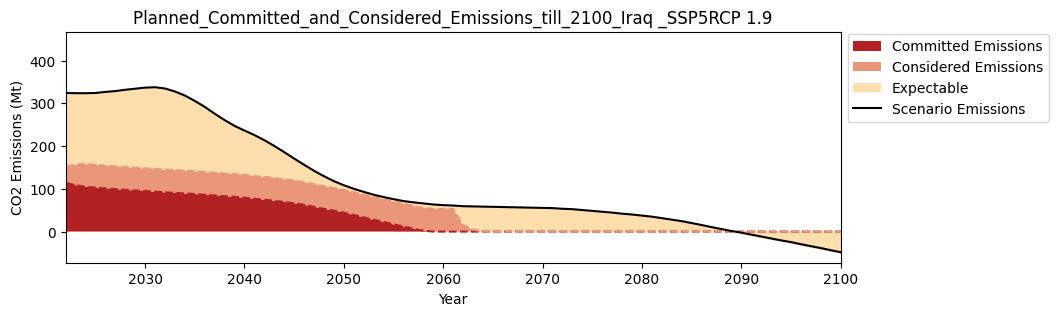 Planned_Committed_and_Considered_Emissions_till_2100_Iraq _SSP5RCP 1.9
CO2 Emissions (Mt)
400
300
200
100
0
2030 2040 2050 2060 2070 2080 2090 2100
Year
Committed Emissions
Considered Emissions
Expectable
Scenario Emissions